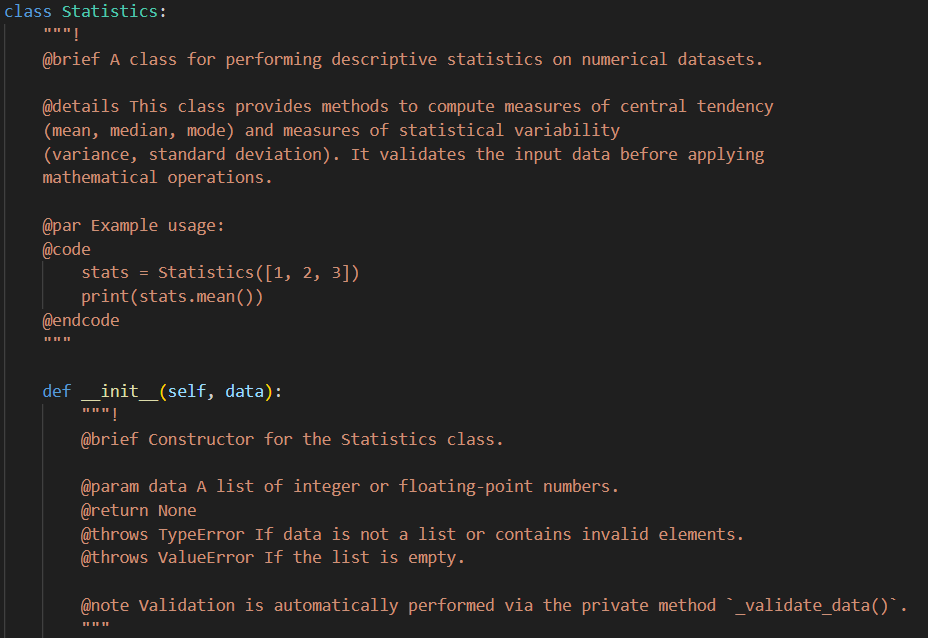 class Statistics:
"""!
@brief A class for performing descriptive statistics on numerical datasets.
@details This class provides methods to compute measures of central tendency
(mean, median, mode) and measures of statistical variability
(variance, standard deviation). It validates the input data before applying
mathematical operations.
@par Example usage:
@code
stats = Statistics([1, 2, 3])
print(stats.mean())
@endcode
"""
def __init__(self, data):
"""!
@brief Constructor for the Statistics class.
@param data A list of integer or floating-point numbers.
@return None
@throws TypeError If data is not a list or contains invalid elements.
@throws ValueError If the list is empty.
@note Validation is automatically performed via the private method `_validate_data()`.
"""